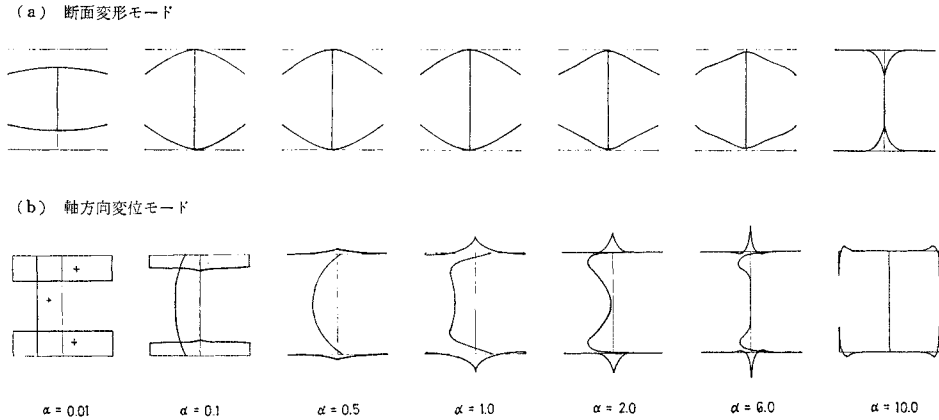 (a) 断面変形モード
(b) 軸方向変位モード
+
+
+
α = 0.01
α = 0.1
α = 0.5
α = 1.0
α = 2.0
α = 6.0
α = 10.0